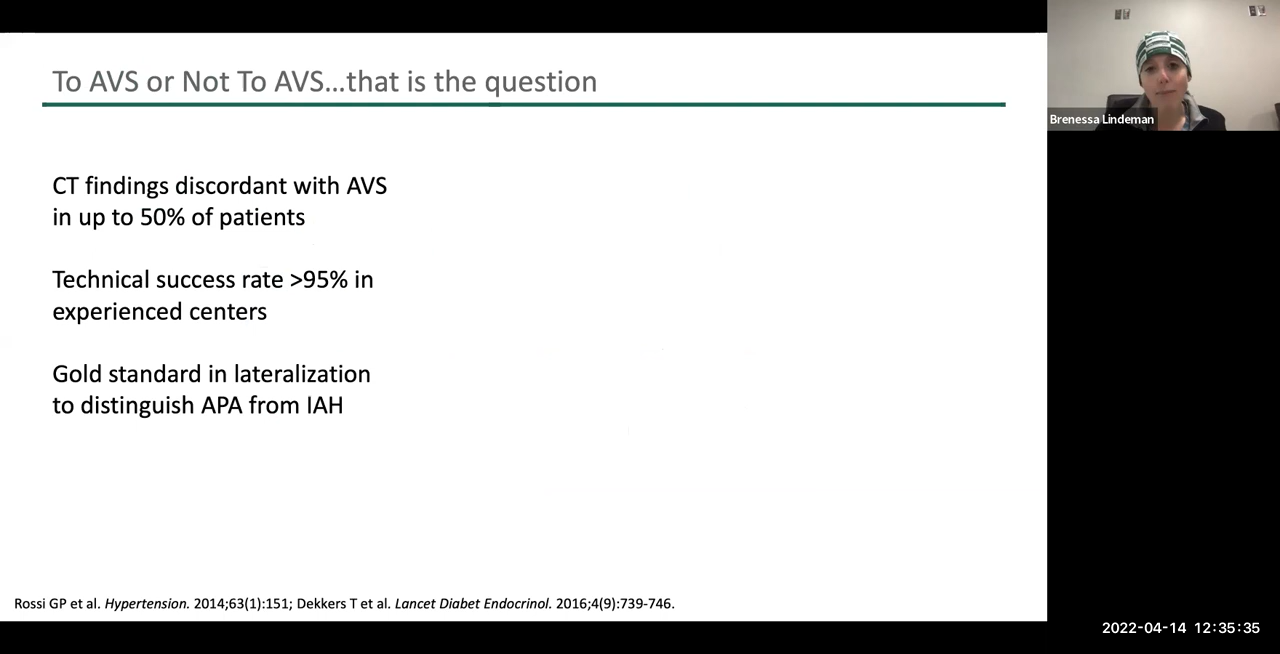 To AVS or Not To AVS...that is the question
CT findings discordant with AVS
in up to 50% of patients
Technical success rate >95% in
experienced centers
Gold standard in lateralization
to distinguish APA from IAH
Rossi GP et al. Hypertension. 2014;63(1):151; Dekkers T et al. Lancet Diabet Endocrinol. 2016;4(9):739-746.
Brenessa Lindeman
2022-04-14 12:35:35